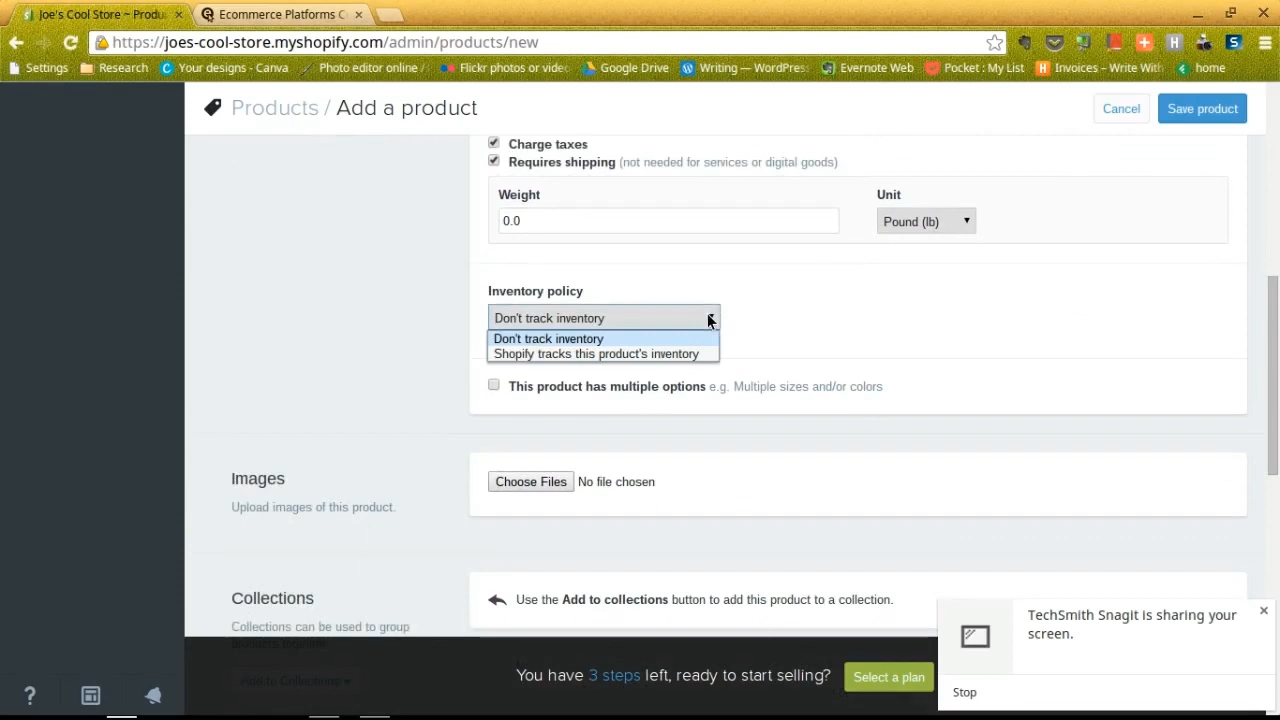 Joe's Cool Store ~ Produ
Ecommerce Platforms C
https://joes-cool-store.myshopify.com/admin/products/new
Settings
Research
Your designs - Canva
Photo editor online /
Flickr photos or video
Google Drive
Writing — WordPress
Evernote Web
Pocket : My List
Invoices – Write With
home
Products / Add a product
Cancel
Save product
Charge taxes
Requires shipping (not needed for services or digital goods)
Weight
Unit
0.0
Pound (lb)
Inventory policy
Don't track inventory
Don't track inventory
Shopify tracks this product's inventory
This product has multiple options e.g. Multiple sizes and/or colors
Images
Upload images of this product.
Choose Files No file chosen
Collections
Collections can be used to group
Use the Add to collections button to add this product to a collection.
Add to Collections
TechSmith Snagit is sharing your
screen.
Stop
You have 3 steps left, ready to start selling?
Select a plan